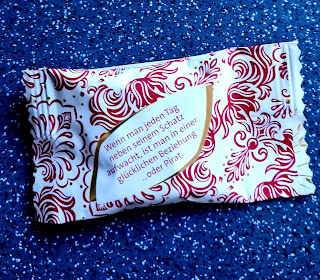 Wenn man jeden Tag
neben seinem Schatz
aufwacht, ist man in einer
glücklichen Beziehung
...oder Pirat.